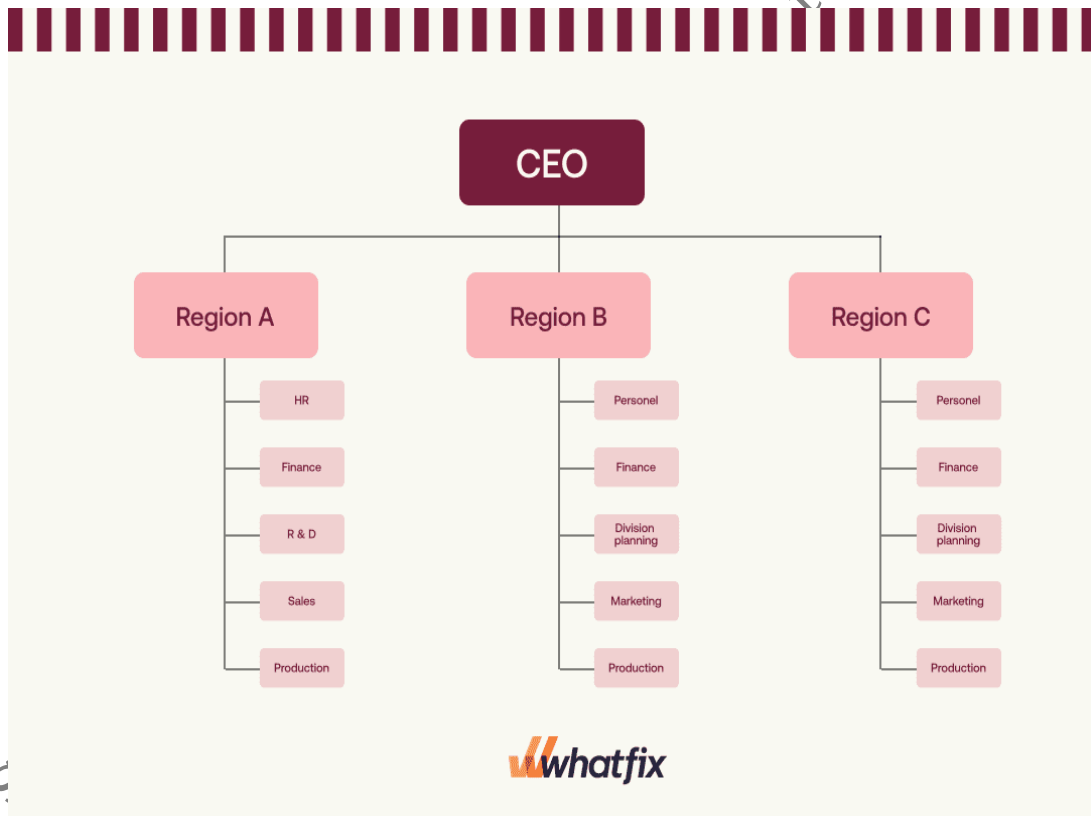 CEO
Region A
Region B
Region C
HR
Finance
R & D
Sales
Production
Personel
Finance
Division
planning
Marketing
Production
Personel
Finance
Division
planning
Marketing
Production
whatfix